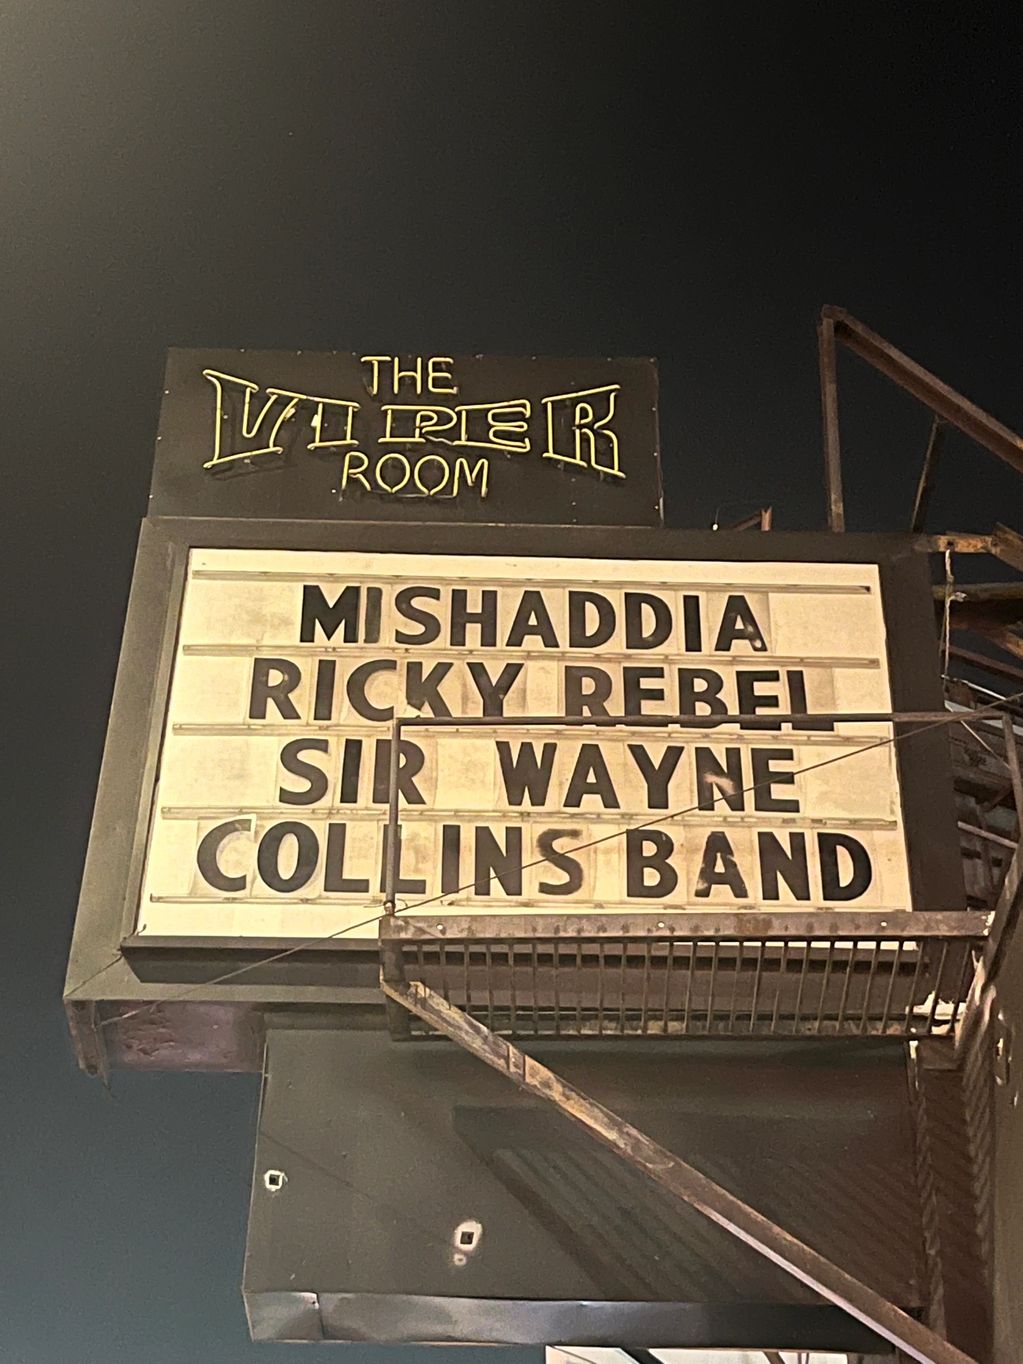 THE
VIPER
ROOM
MISHADDIA
RICKY REBEL
SIR WAYNE
COLLINS BAND